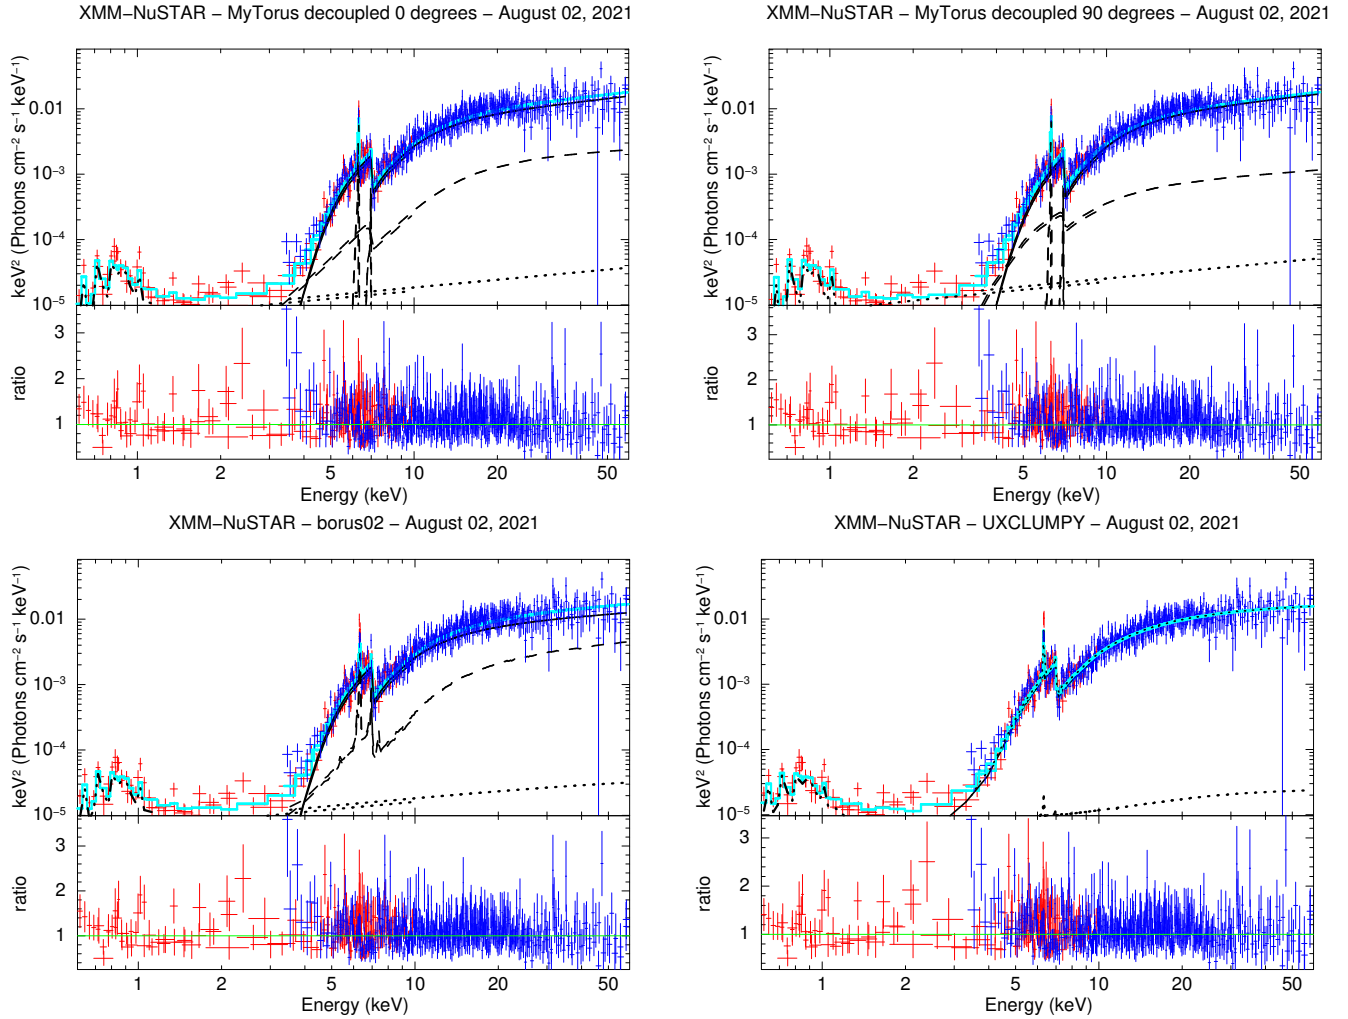 XMM−NuSTAR − MyTorus decoupled 0 degrees − August 02, 2021
keV² (Photons cm⁻² s⁻¹ keV⁻¹)
0.01
10⁻³
10⁻⁴
10⁻⁵
ratio
3
2
1
1 2 5 10 20 50
Energy (keV)
XMM−NuSTAR − MyTorus decoupled 90 degrees − August 02, 2021
keV² (Photons cm⁻² s⁻¹ keV⁻¹)
0.01
10⁻³
10⁻⁴
10⁻⁵
ratio
3
2
1
1 2 5 10 20 50
Energy (keV)
XMM−NuSTAR − borus02 − August 02, 2021
keV² (Photons cm⁻² s⁻¹ keV⁻¹)
0.01
10⁻³
10⁻⁴
10⁻⁵
ratio
3
2
1
1 2 5 10 20 50
Energy (keV)
XMM−NuSTAR − UXCLUMPY − August 02, 2021
keV² (Photons cm⁻² s⁻¹ keV⁻¹)
0.01
10⁻³
10⁻⁴
10⁻⁵
ratio
3
2
1
1 2 5 10 20 50
Energy (keV)